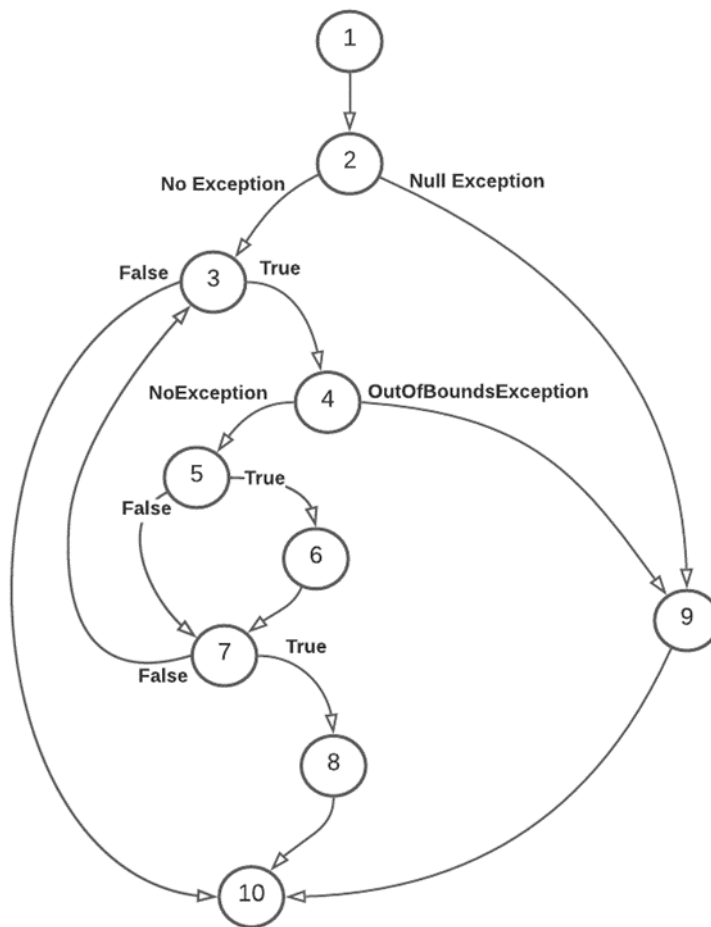 1
2
No Exception
Null Exception
False
3
True
NoException
4
OutOfBoundsException
5
True
False
6
9
7
True
False
8
10